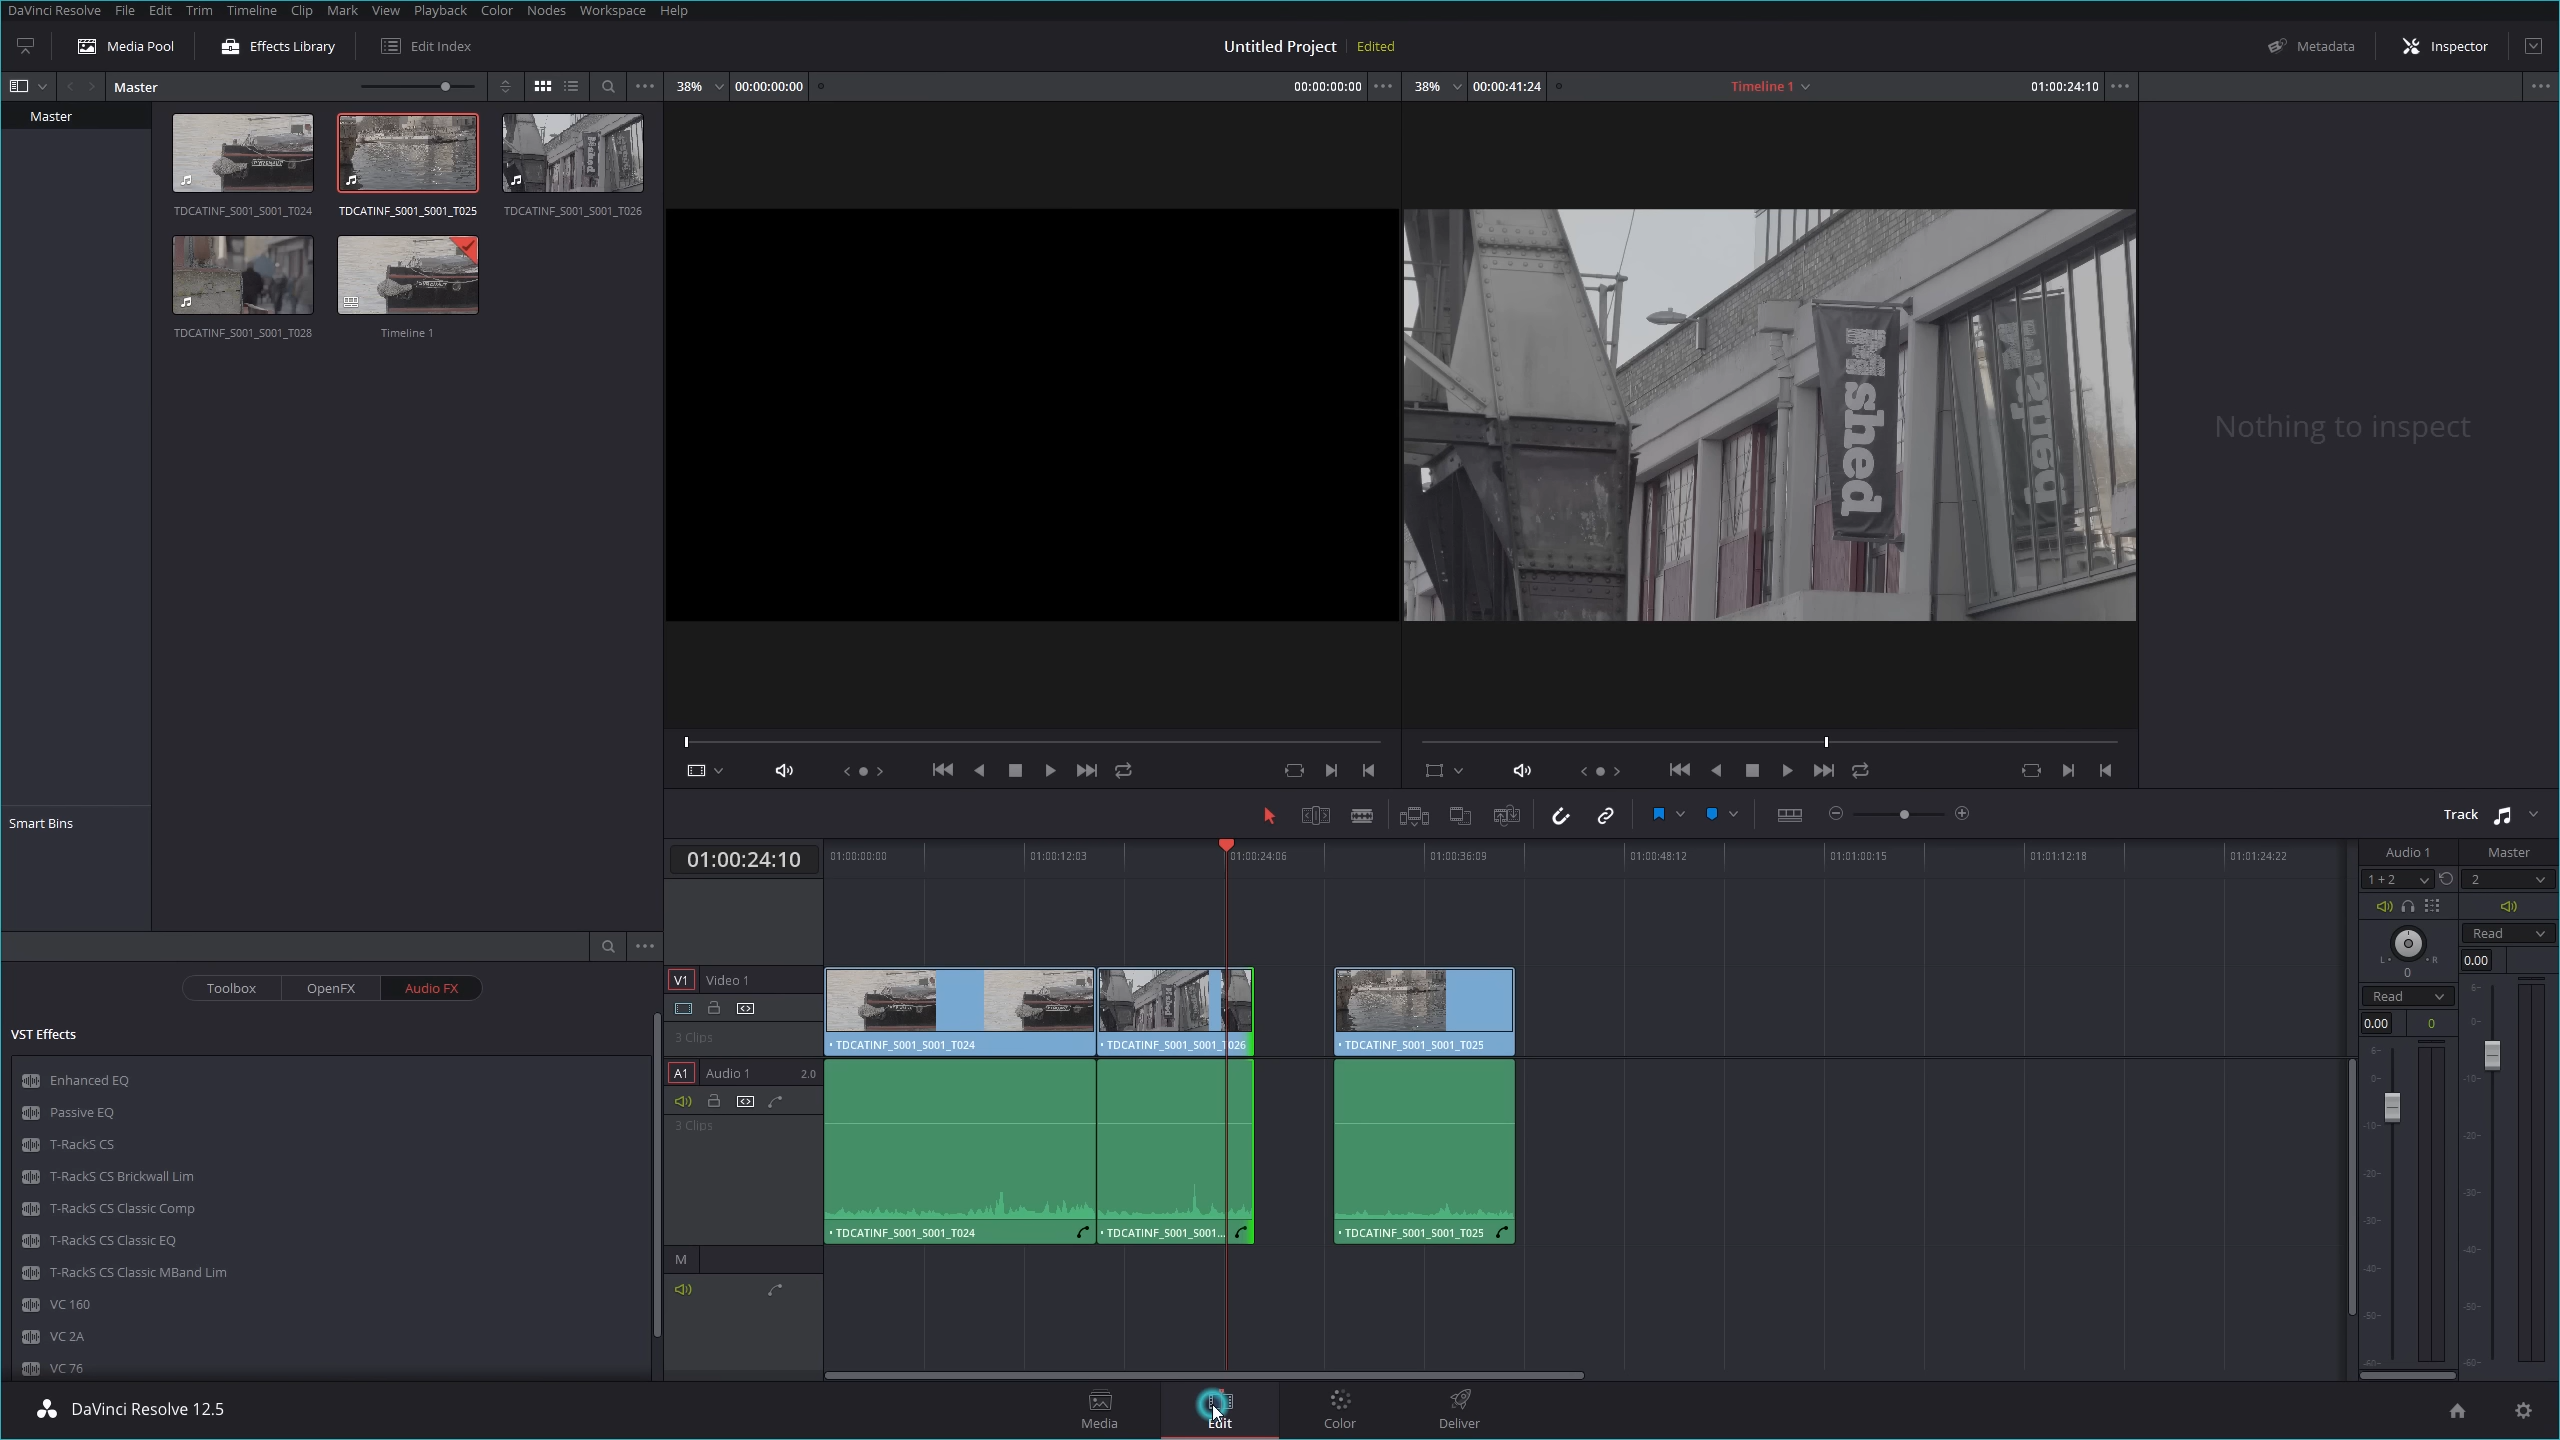 DaVinci Resolve File Edit Trim Timeline Clip Mark View Playback Color Nodes Workspace Help
Media Pool Effects Library Edit Index Untitled Project Edited Metadata Inspector
Master 38% 00:00:00:00 00:00:00:00 38% 00:00:41:24 Timeline 1 01:00:24:10
Master
TDCATINF_S001_S001_T024 TDCATINF_S001_S001_T025 TDCATINF_S001_S001_T026
TDCATINF_S001_S001_T028 Timeline 1
M shed
Nothing to inspect
Smart Bins
Track
01:00:24:10 01:00:00:00 01:00:12:03 01:00:24:06 01:00:36:09 01:00:48:12 01:01:00:15 01:01:12:18 01:01:24:22
Audio 1 Master
1 + 2 2
Read
L R
0
0.00
Read
0.00 0
Toolbox OpenFX Audio FX
VST Effects
Enhanced EQ
Passive EQ
T-RackS CS
T-RackS CS Brickwall Lim
T-RackS CS Classic Comp
T-RackS CS Classic EQ
T-RackS CS Classic MBand Lim
VC 160
VC 2A
VC 76
V1 Video 1
3 Clips
• TDCATINF_S001_S001_T024 • TDCATINF_S001_S001_T026 • TDCATINF_S001_S001_T025
A1 Audio 1 2.0
3 Clips
• TDCATINF_S001_S001_T024 • TDCATINF_S001_S001... • TDCATINF_S001_S001_T025
M
DaVinci Resolve 12.5 Media Edit Color Deliver